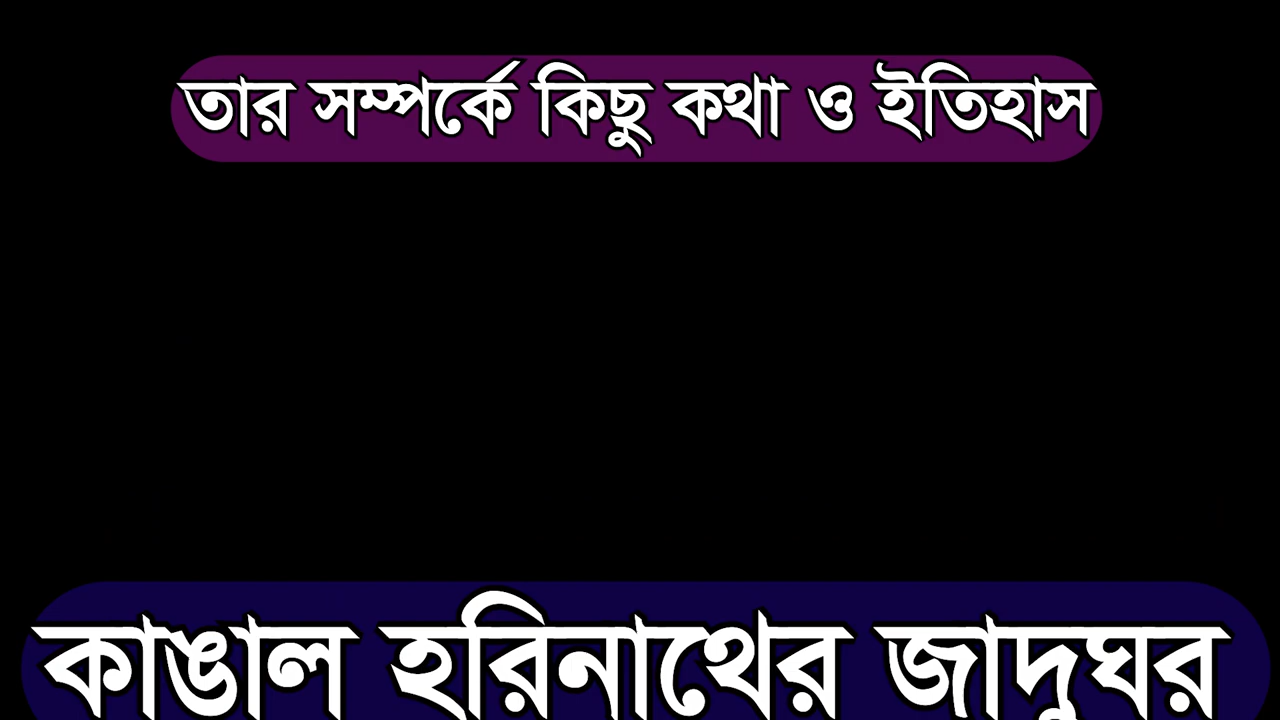 তার সম্পর্কে কিছু কথা ও ইতিহাস
কাঙাল হরিনাথের জাদুঘর